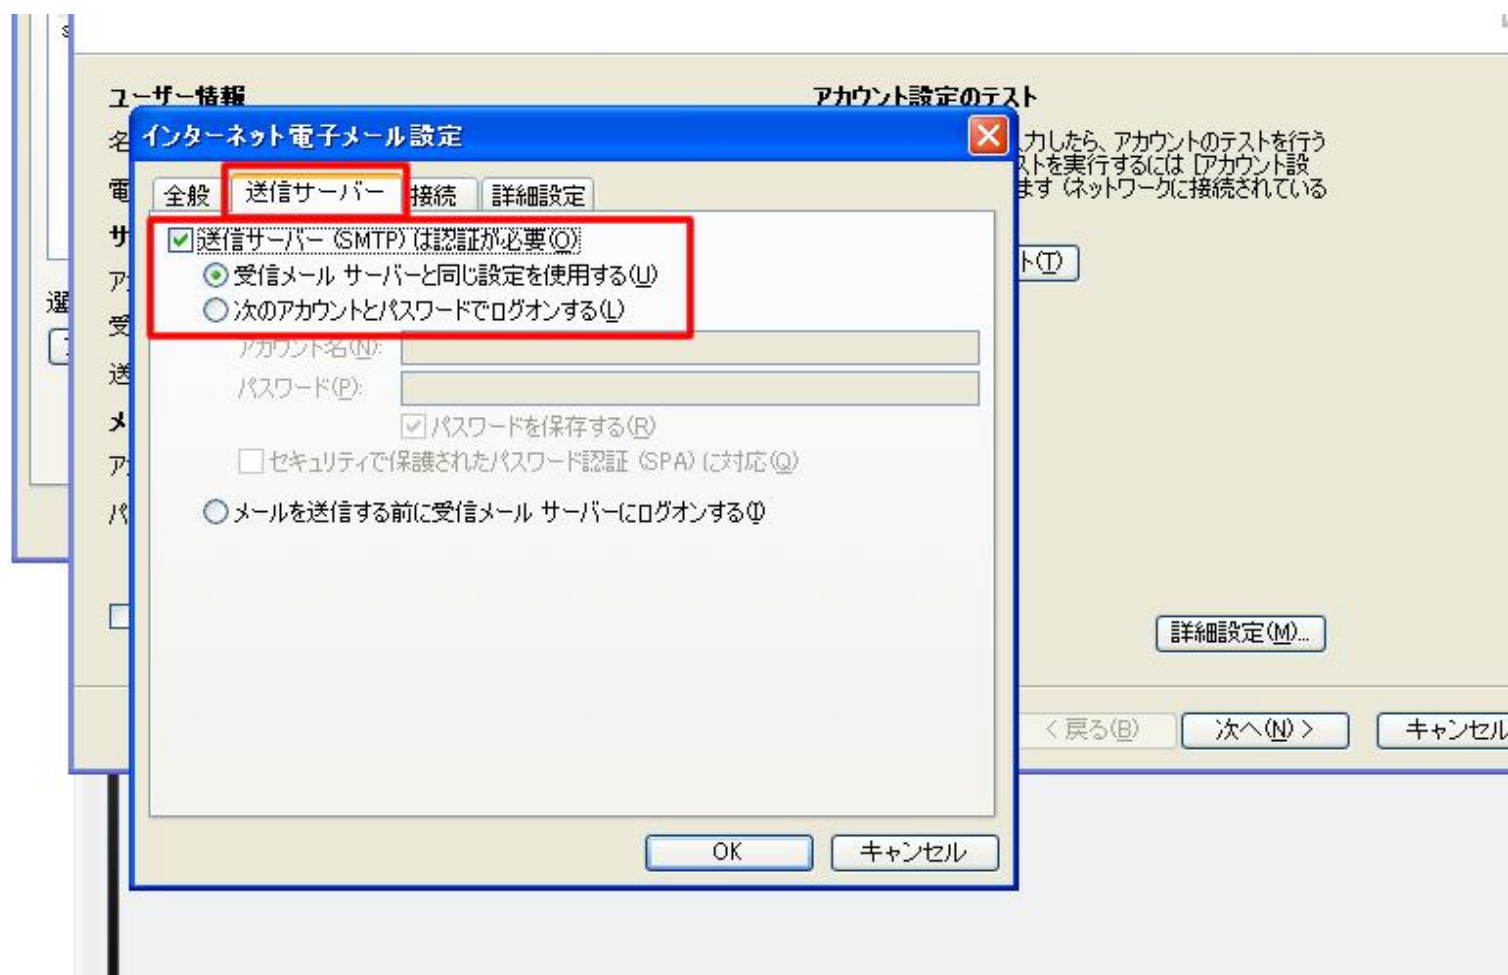 ユーザー情報
アカウント設定のテスト
インターネット電子メール設定
名
力したら、アカウントのテストを行う
ストを実行するには [アカウント設
電
ます (ネットワークに接続されている
全般
送信サーバー
接続
詳細設定
サ
送信サーバー (SMTP) は認証が必要(O)
ト(T)
ア
受信メール サーバーと同じ設定を使用する(U)
選
次のアカウントとパスワードでログオンする(L)
受
アカウント名(N):
送
パスワード(P):
メ
パスワードを保存する(R)
ア
セキュリティで保護されたパスワード認証 (SPA) に対応(Q)
パ
メールを送信する前に受信メール サーバーにログオンする(I)
詳細設定(M)...
< 戻る(B)
次へ(N) >
キャンセル
OK
キャンセル